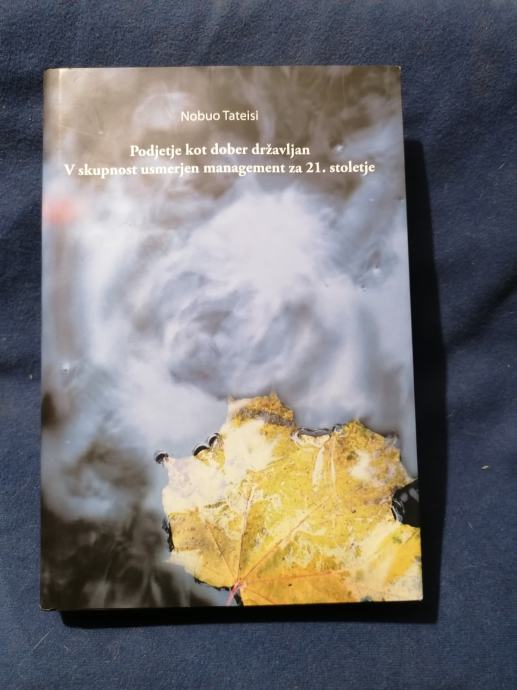 Nobuo Tateisi
Podjetje kot dober državljan
V skupnost usmerjen management za 21. stoletje